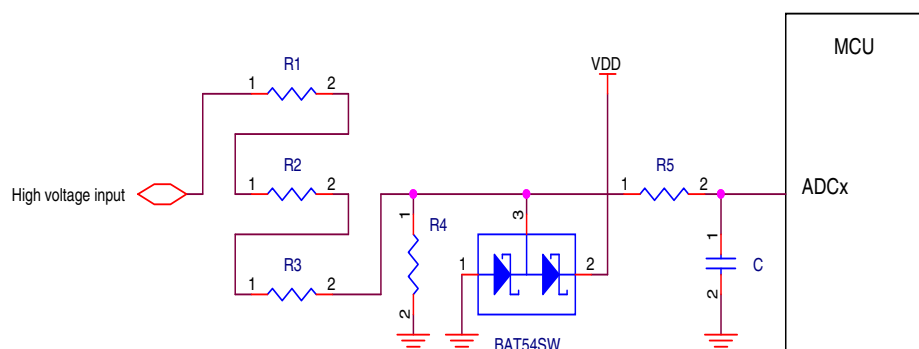 MCU
R1
1 2
VDD
R2
1 2
R5
1 2
ADCx
High voltage input
1
R4
2
3
1 2
BAT54SW
R3
1 2
1
C
2